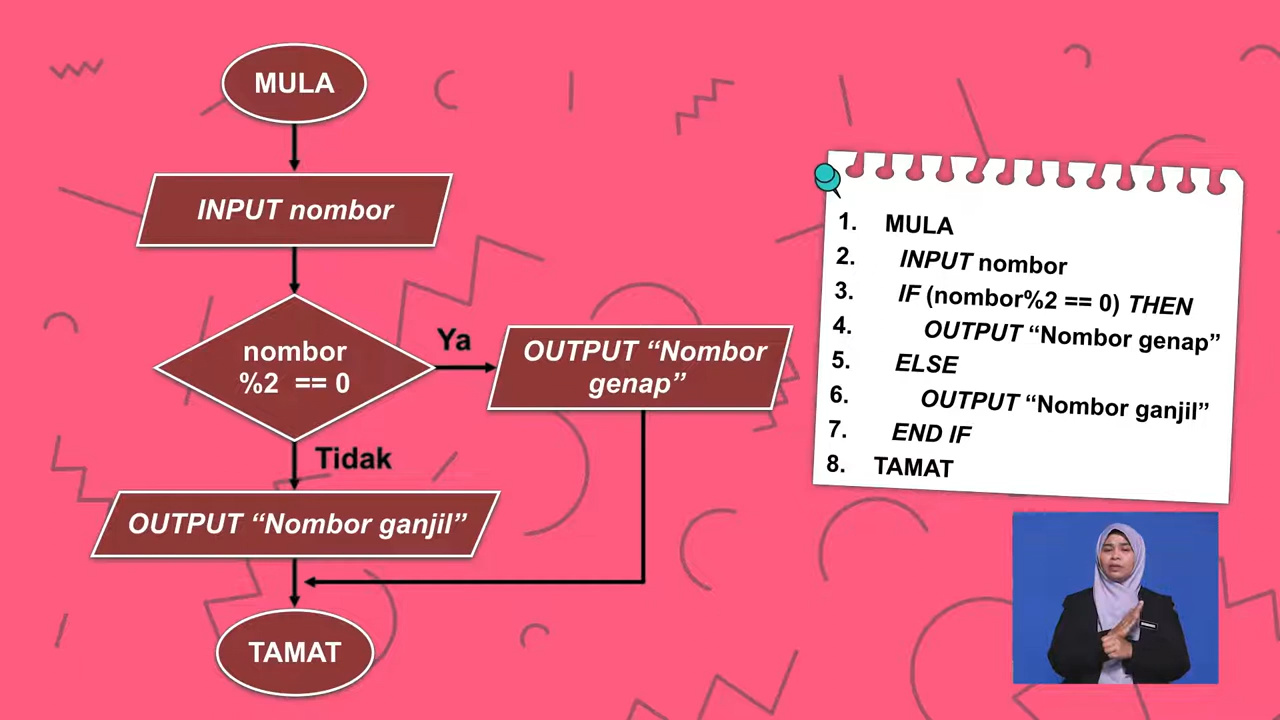 MULA
INPUT nombor
nombor
%2 == 0
Ya
OUTPUT “Nombor
genap”
Tidak
OUTPUT “Nombor ganjil”
TAMAT
1. MULA
2. INPUT nombor
3. IF (nombor%2 == 0) THEN
4. OUTPUT “Nombor genap”
5. ELSE
6. OUTPUT “Nombor ganjil”
7. END IF
8. TAMAT